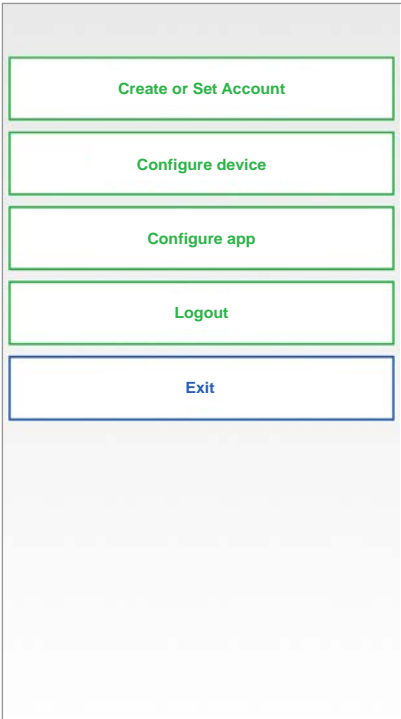 Create or Set Account
Configure device
Configure app
Logout
Exit